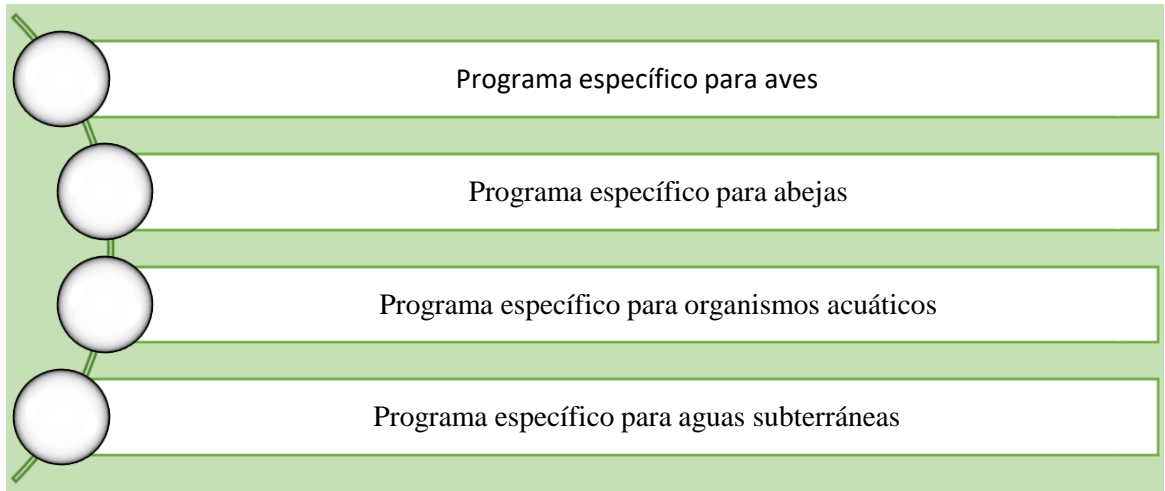 Programa específico para aves
Programa específico para abejas
Programa específico para organismos acuáticos
Programa específico para aguas subterráneas